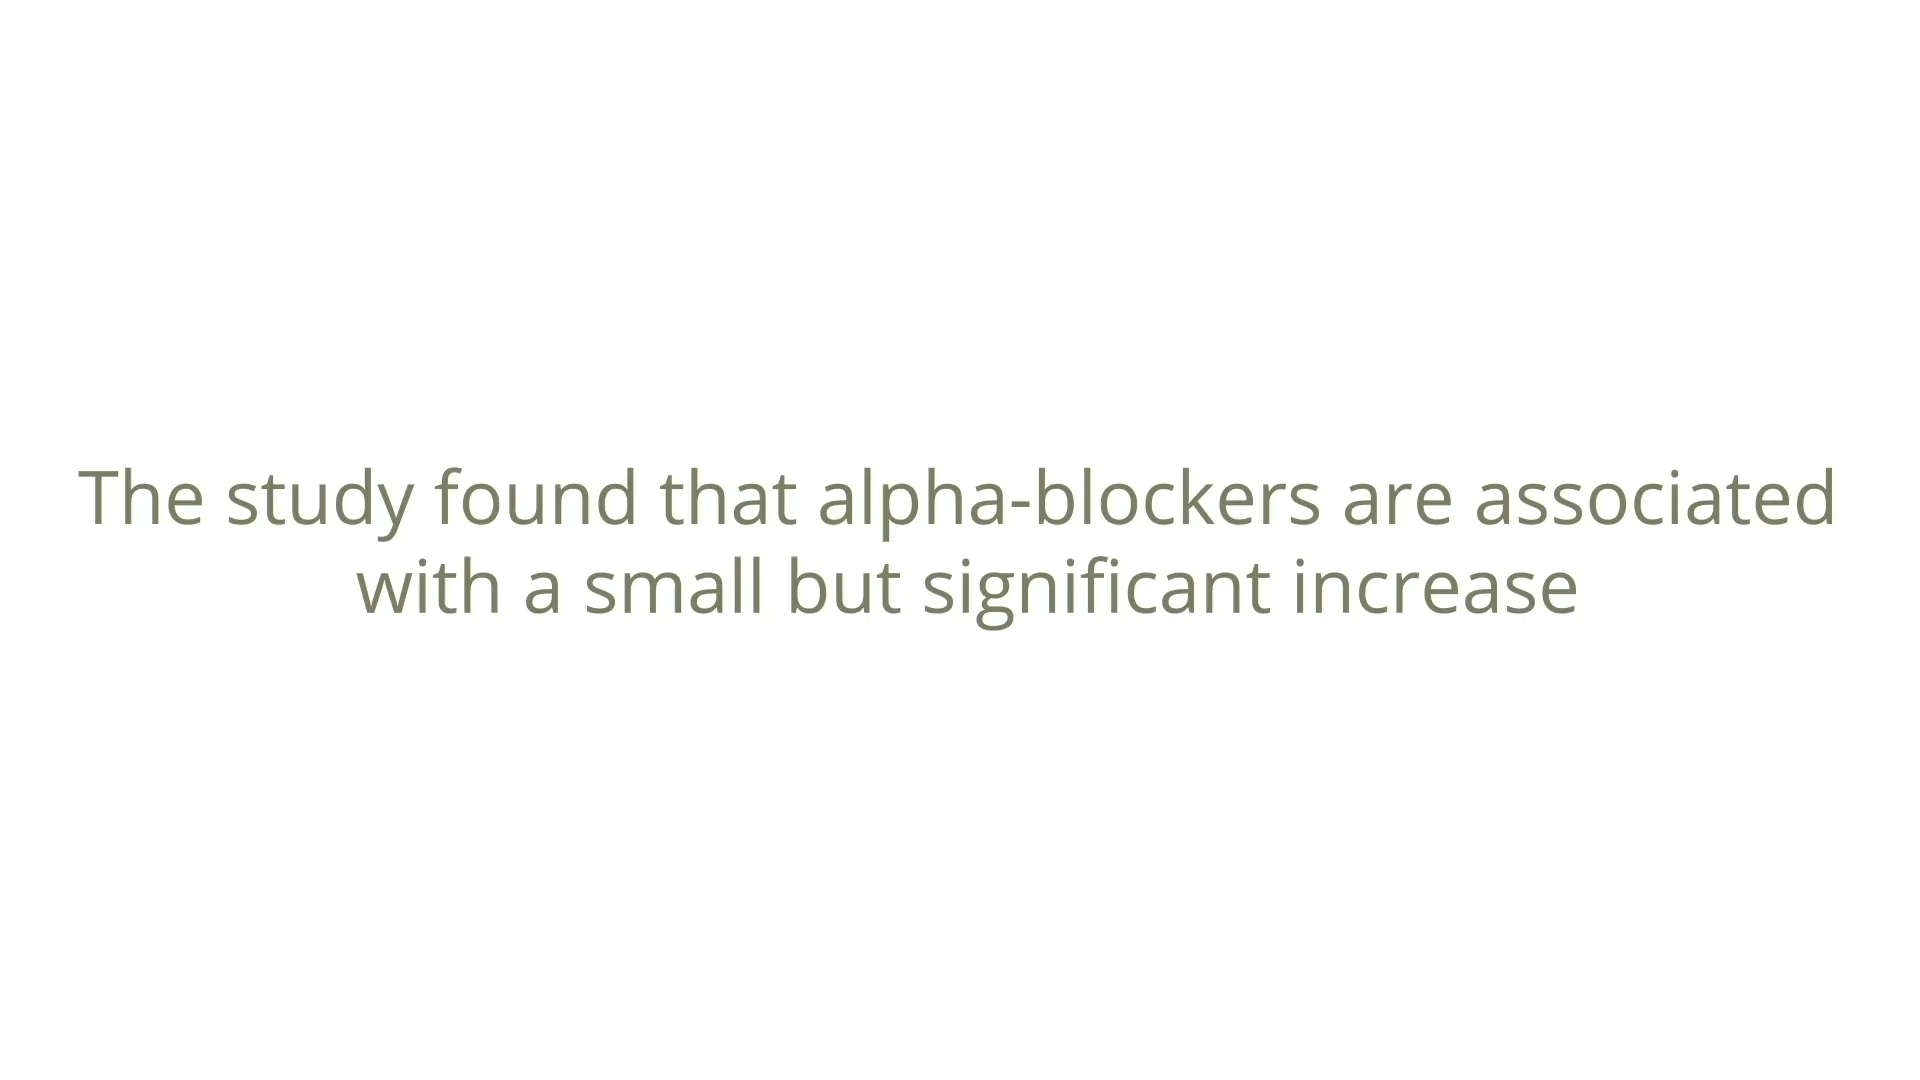 The study found that alpha-blockers are associated
with a small but significant increase